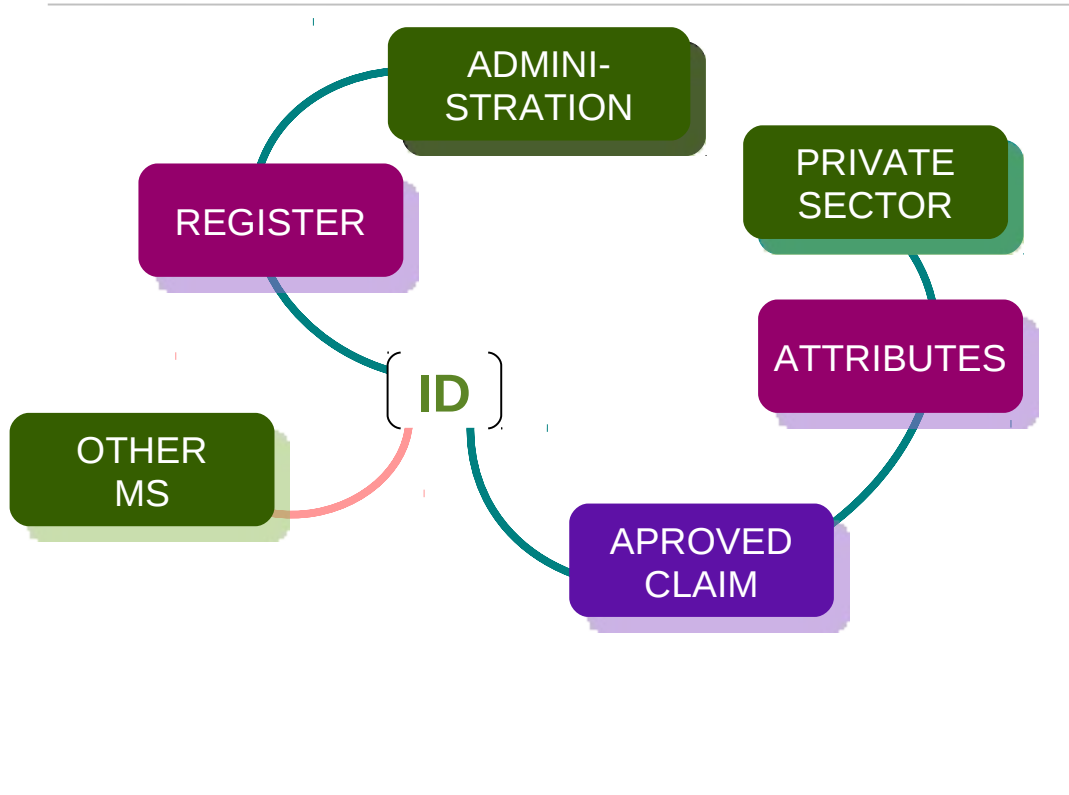 ADMINI-
STRATION
PRIVATE
SECTOR
REGISTER
ATTRIBUTES
ID
OTHER
MS
APROVED
CLAIM